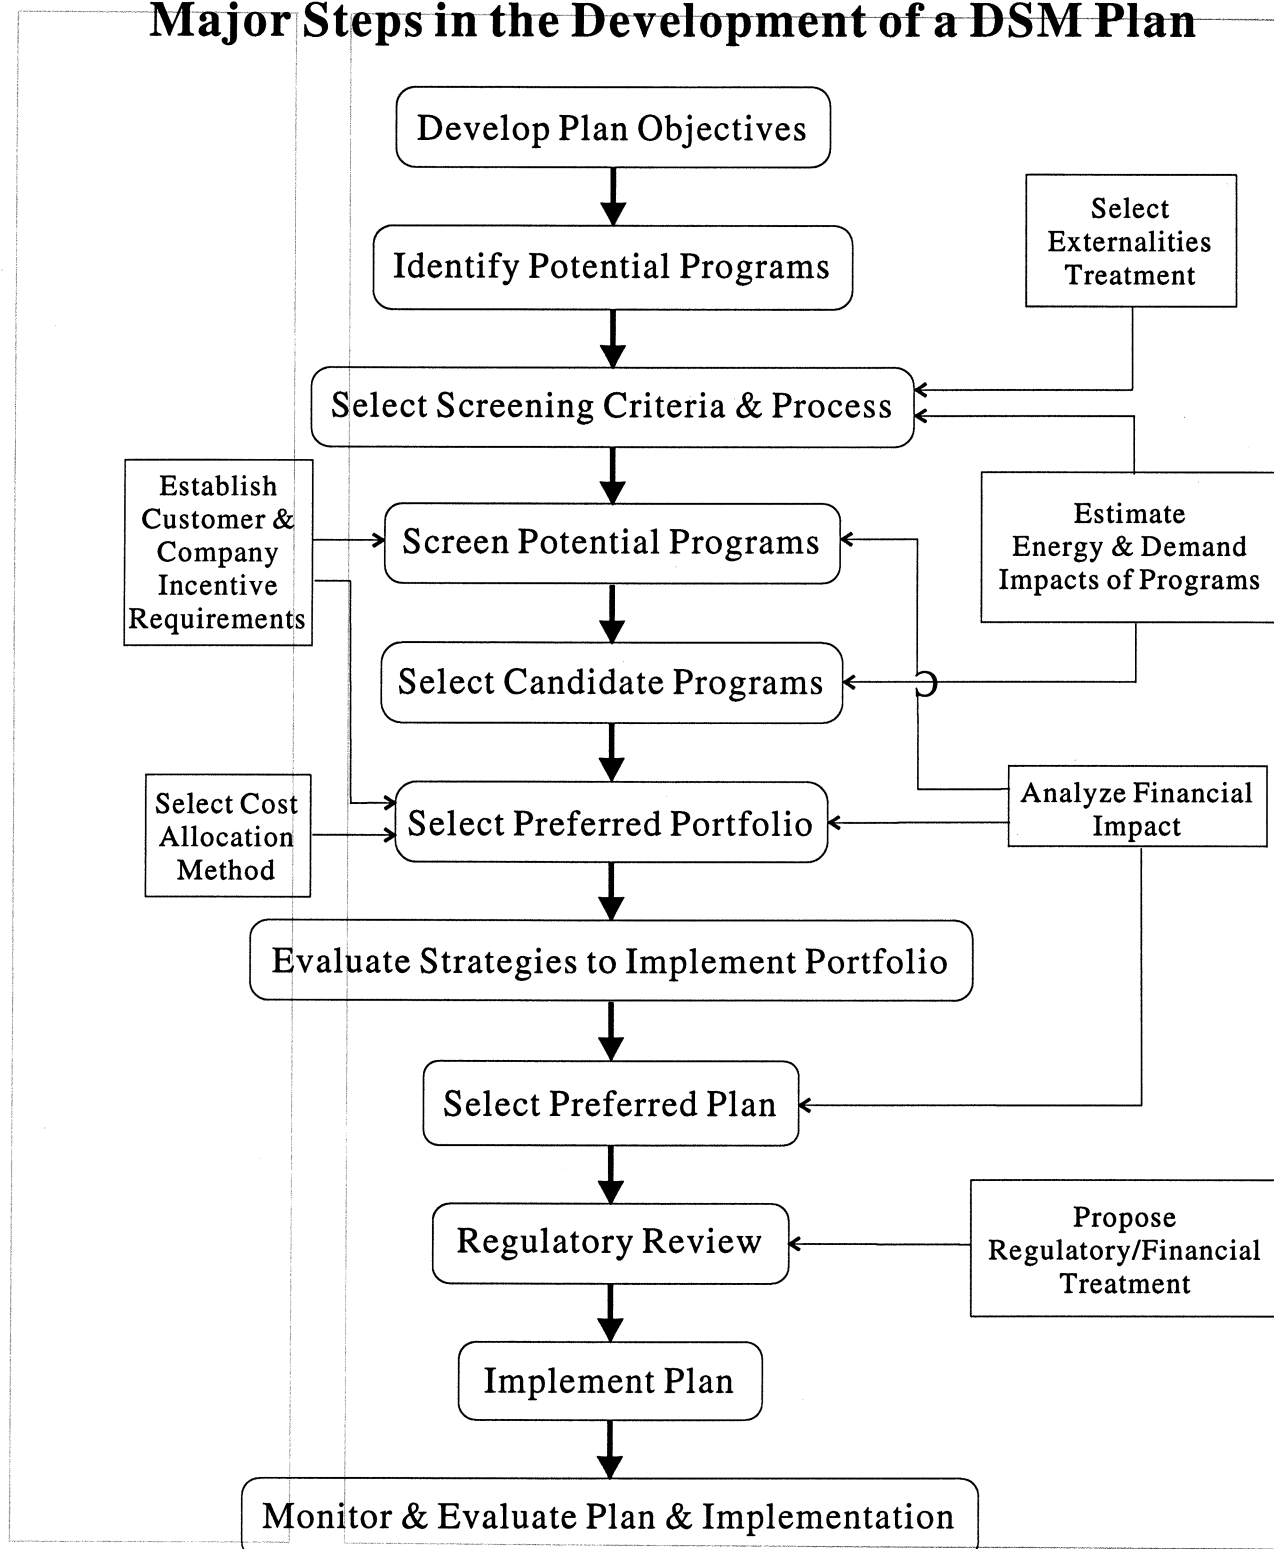 Major Steps in the Development of a DSM Plan
Develop Plan Objectives
Select
Externalities
Treatment
Identify Potential Programs
Select Screening Criteria & Process
Establish
Customer &
Company
Incentive
Requirements
Estimate
Energy & Demand
Impacts of Programs
Screen Potential Programs
Select Candidate Programs
Select Cost
Allocation
Method
Select Preferred Portfolio
Analyze Financial
Impact
Evaluate Strategies to Implement Portfolio
Select Preferred Plan
Regulatory Review
Propose
Regulatory/Financial
Treatment
Implement Plan
Monitor & Evaluate Plan & Implementation